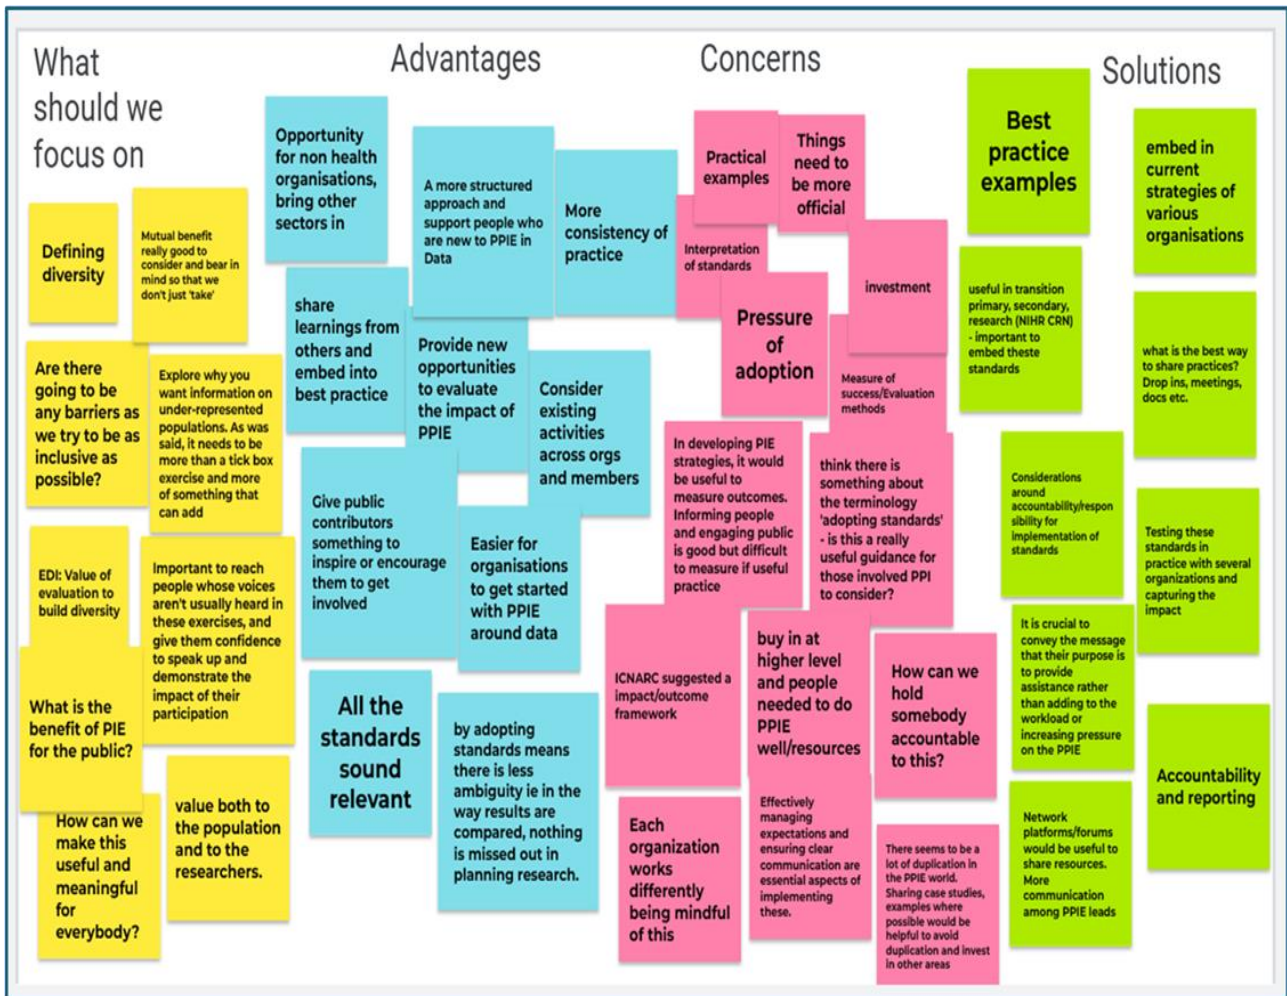 What
should we
focus on
Defining
diversity
Mutual benefit
really good to
consider and bear in
mind so that we
don't just 'take'
Are there
going to be
any barriers as
we try to be as
inclusive as
possible?
Explore why you
want information on
under-represented
populations. As was
said, it needs to be
more than a tick box
exercise and more
of something that
can add
EDI: Value of
evaluation to
build diversity
Important to reach
people whose voices
aren't usually heard in
these exercises, and
give them confidence
to speak up and
demonstrate the
impact of their
participation
What is the
benefit of PIE
for the public?
How can we
make this
useful and
meaningful
for
everybody?
value both to
the population
and to the
researchers.
Advantages
Opportunity
for non health
organisations,
bring other
sectors in
A more structured
approach and
support people who
are new to PPIE in
Data
More
consistency of
practice
share
learnings from
others and
embed into
best practice
Provide new
opportunities
to evaluate
the impact of
PPIE
Consider
existing
activities
across orgs
and members
Give public
contributors
something to
inspire or encourage
them to get
involved
Easier for
organisations
to get started
with PPIE
around data
All the
standards
sound
relevant
by adopting
standards means
there is less
ambiguity ie in the
way results are
compared, nothing
is missed out in
planning research.
Concerns
Practical
examples
Things
need to
be more
official
Interpretation
of standards
investment
Pressure
of
adoption
Measure of
success/Evaluation
methods
In developing PIE
strategies, it would
be useful to
measure outcomes.
Informing people
and engaging public
is good but difficult
to measure if useful
practice
think there is
something about
the terminology
'adopting standards'
- is this a really
useful guidance for
those involved PPI
to consider?
ICNARC suggested a
impact/outcome
framework
buy in at
higher level
and people
needed to do
PPIE
well/resources
How can we
hold
somebody
accountable
to this?
Each
organization
works
differently
being mindful
of this
Effectively
managing
expectations and
ensuring clear
communication are
essential aspects of
implementing
these.
There seems to be a
lot of duplication in
the PPIE world.
Sharing case studies,
examples where
possible would be
helpful to avoid
duplication and invest
in other areas
Solutions
Best
practice
examples
embed in
current
strategies of
various
organisations
useful in transition
primary, secondary,
research (NIHR CRN)
- important to
embed theste
standards
what is the best way
to share practices?
Drop ins, meetings,
docs etc.
Considerations
around
accountability/respon
sibility for
implementation of
standards
Testing these
standards in
practice with several
organizations and
capturing the
impact
It is crucial to
convey the message
that their purpose is
to provide
assistance rather
than adding to the
workload or
increasing pressure
on the PPIE
Accountability
and reporting
Network
platforms/forums
would be useful to
share resources.
More
communication
among PPIE leads